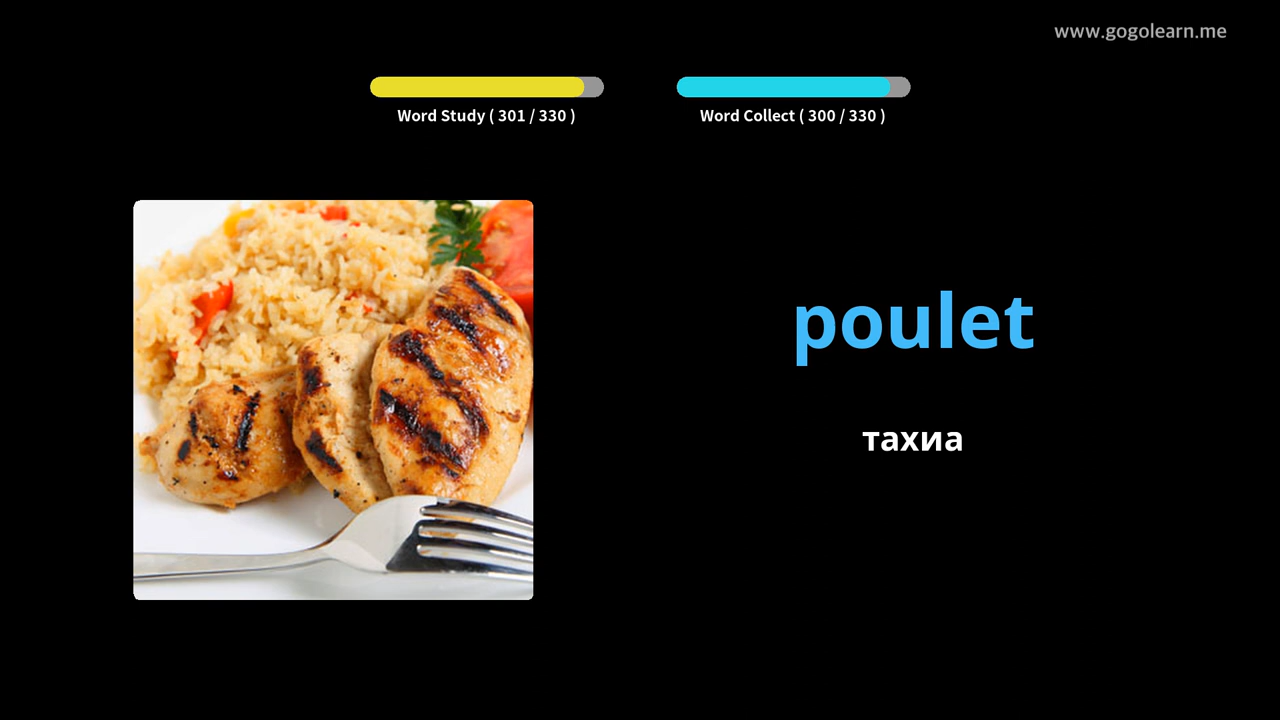 www.gogolearn.me
Word Study ( 301 / 330 )
Word Collect ( 300 / 330 )
poulet
тахиа